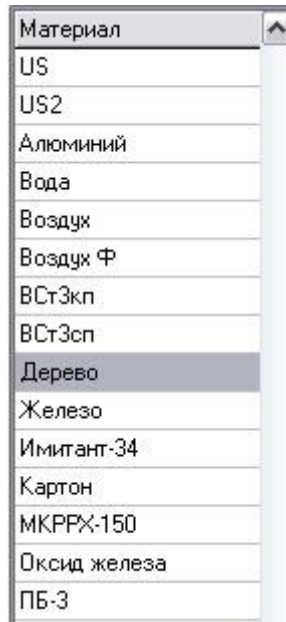 Материал
US
US2
Алюминий
Вода
Воздух
Воздух Ф
ВСт3кп
ВСт3сп
Дерево
Железо
Имитант-34
Картон
МКРРХ-150
Оксид железа
ПБ-3